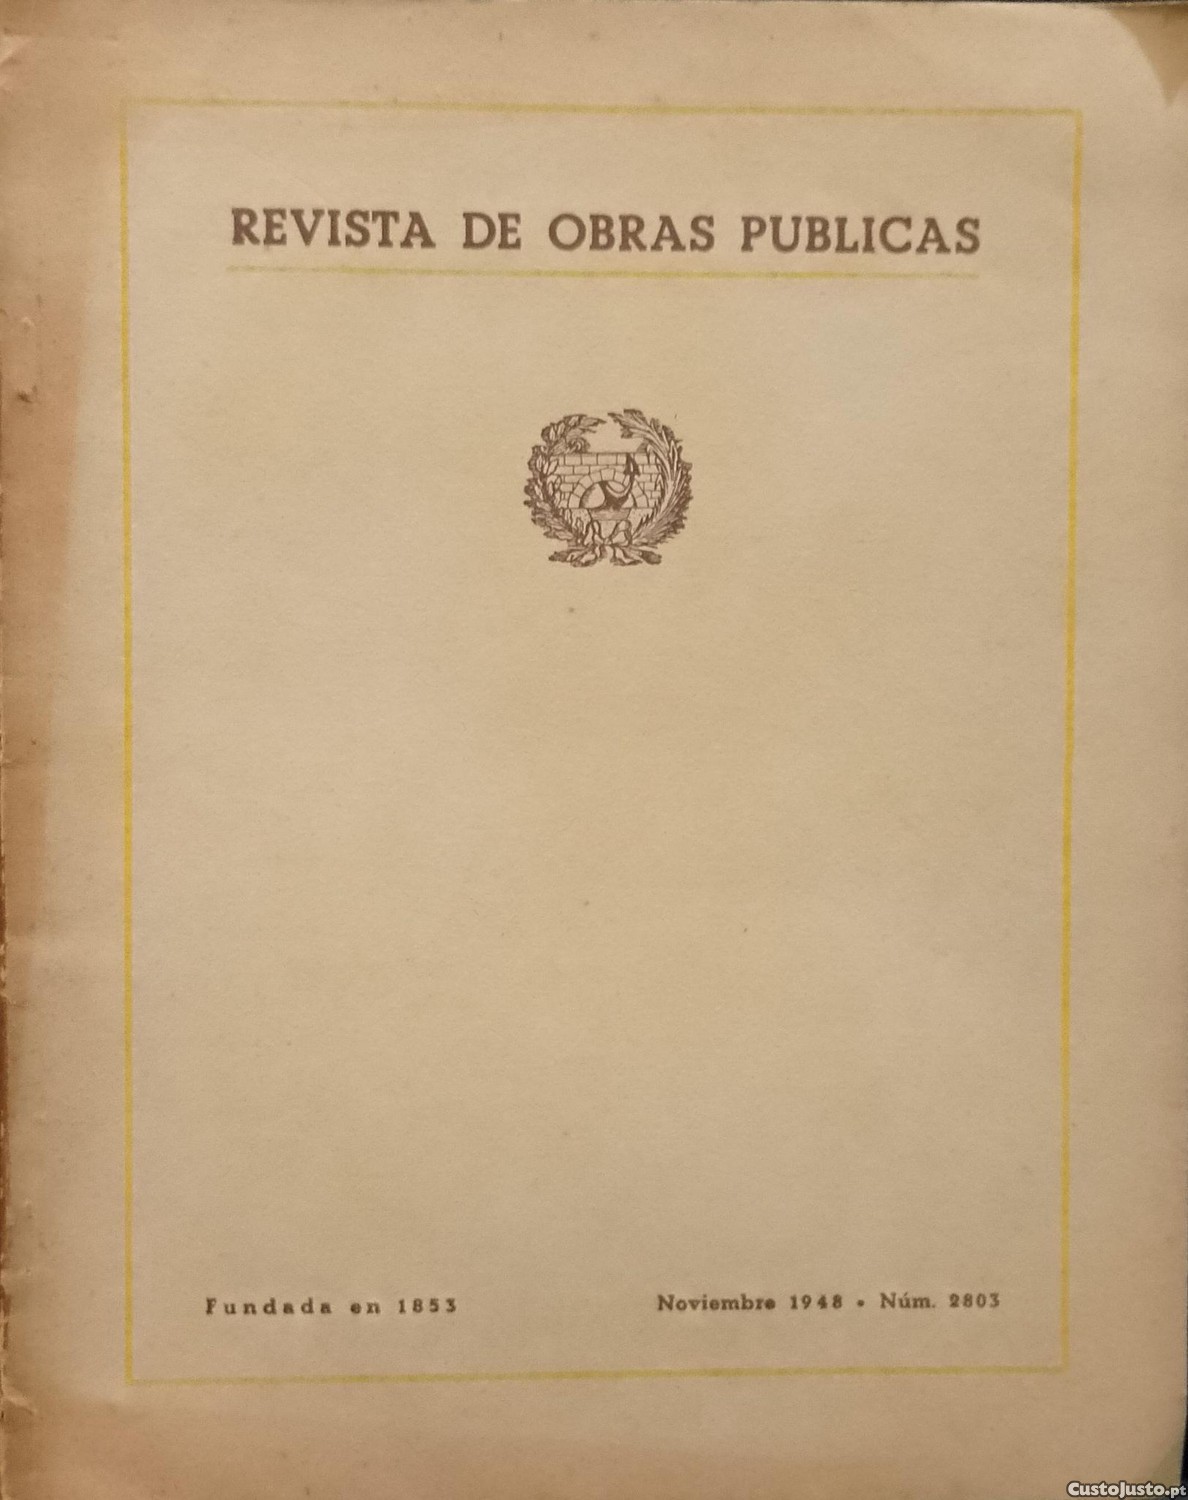 REVISTA DE OBRAS PUBLICAS
Fundada en 1853
Noviembre 1948 • Núm. 2803
CustoJusto.pt